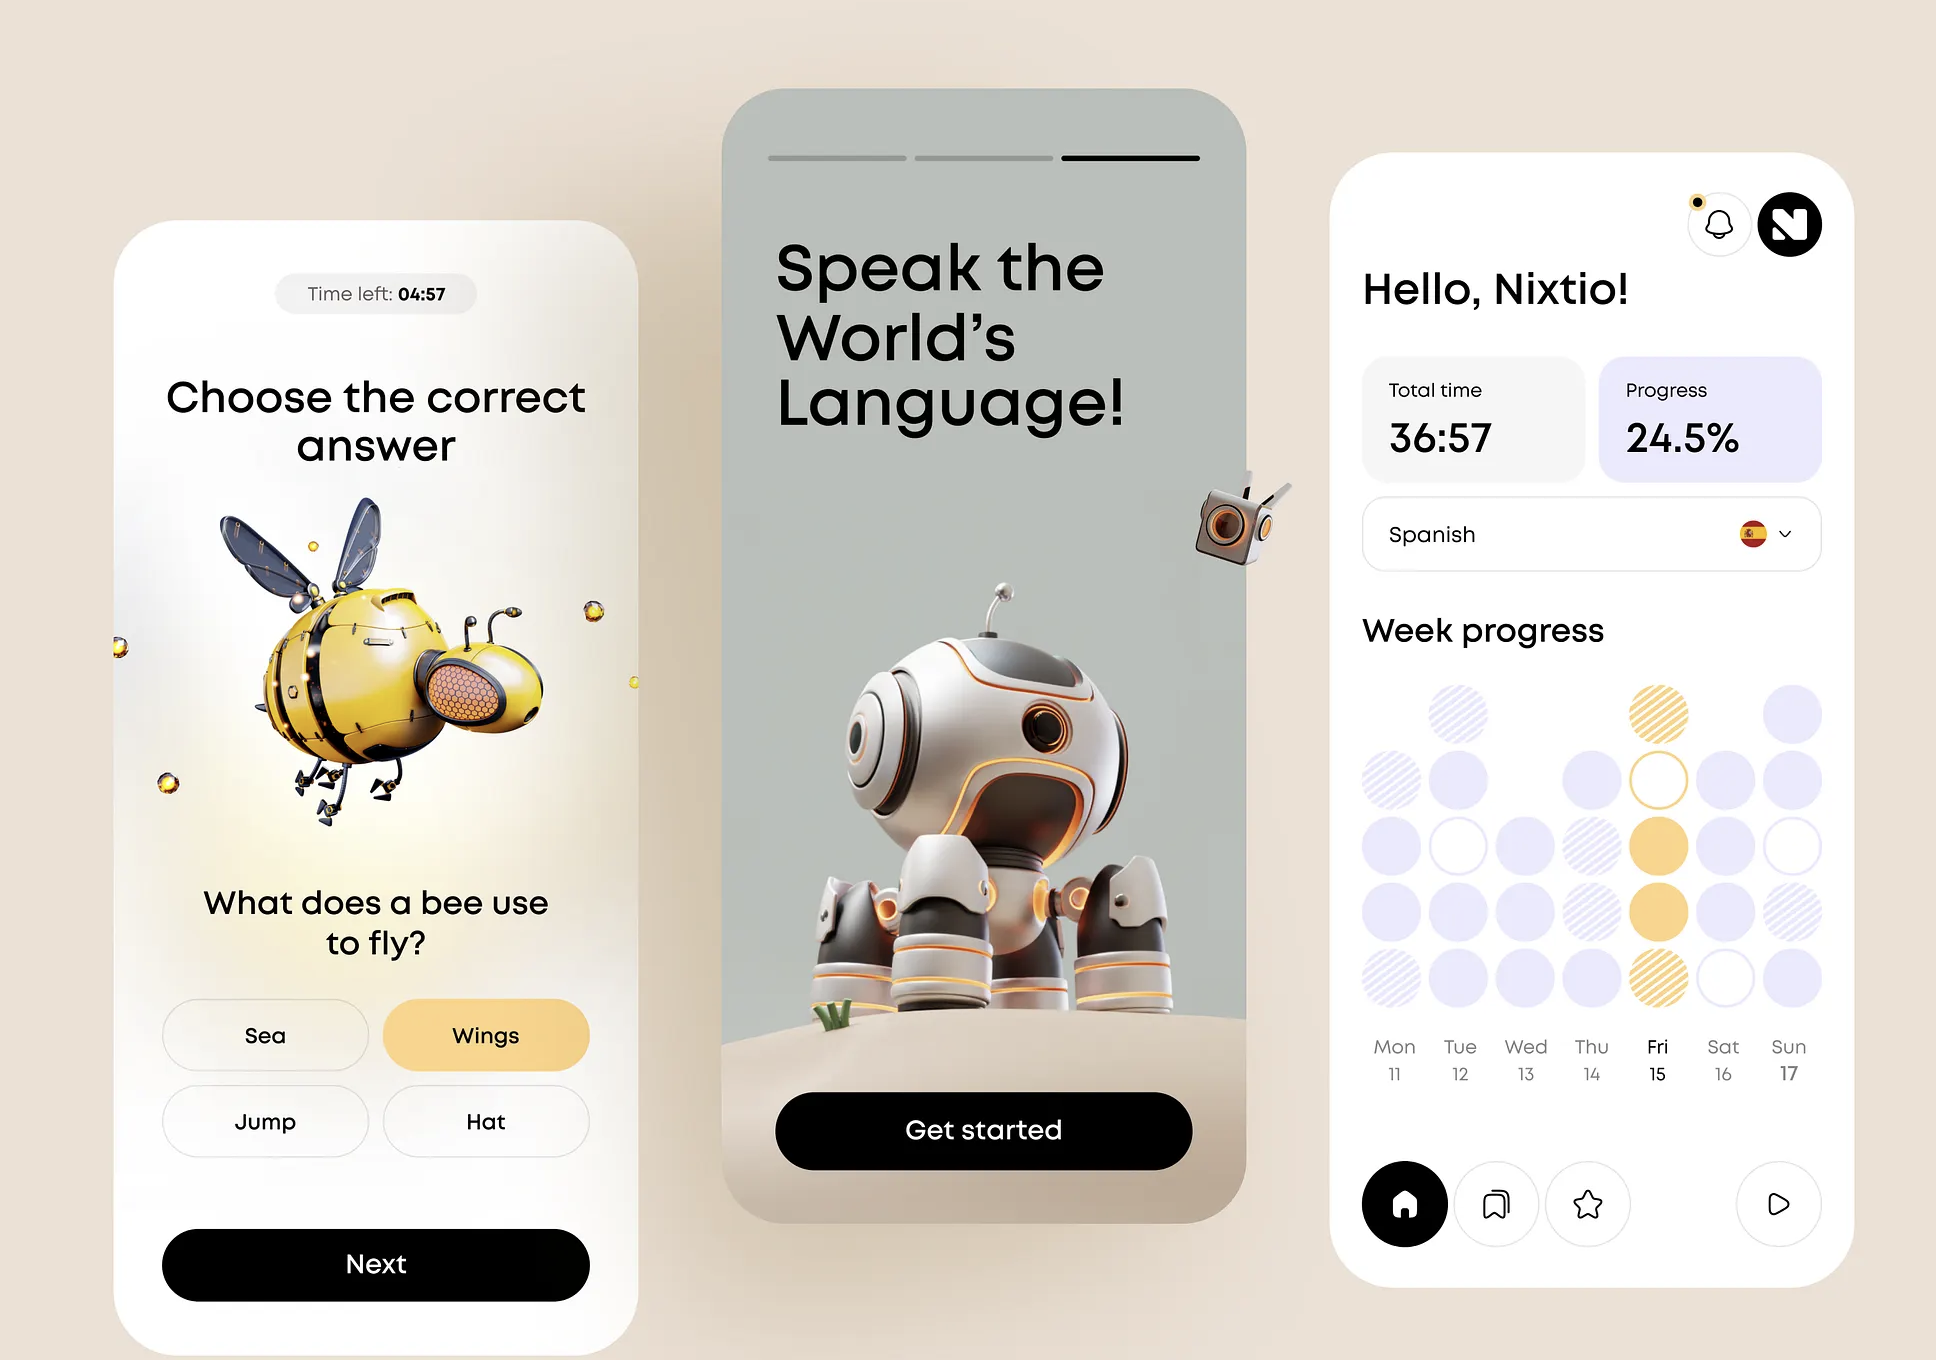 Time left: 04:57
Choose the correct
answer
What does a bee use
to fly?
Sea
Wings
Jump
Hat
Next
Speak the
World’s
Language!
Get started
N
Hello, Nixtio!
Total time
36:57
Progress
24.5%
Spanish
Week progress
Mon Tue Wed Thu Fri Sat Sun
11 12 13 14 15 16 17